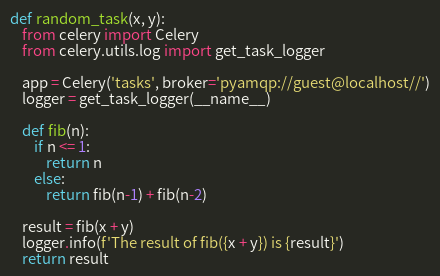 def random_task(x, y):
   from celery import Celery
   from celery.utils.log import get_task_logger

   app = Celery('tasks', broker='pyamqp://guest@localhost//')
   logger = get_task_logger(__name__)

   def fib(n):
      if n <= 1:
         return n
      else:
         return fib(n-1) + fib(n-2)

   result = fib(x + y)
   logger.info(f'The result of fib({x + y}) is {result}')
   return result